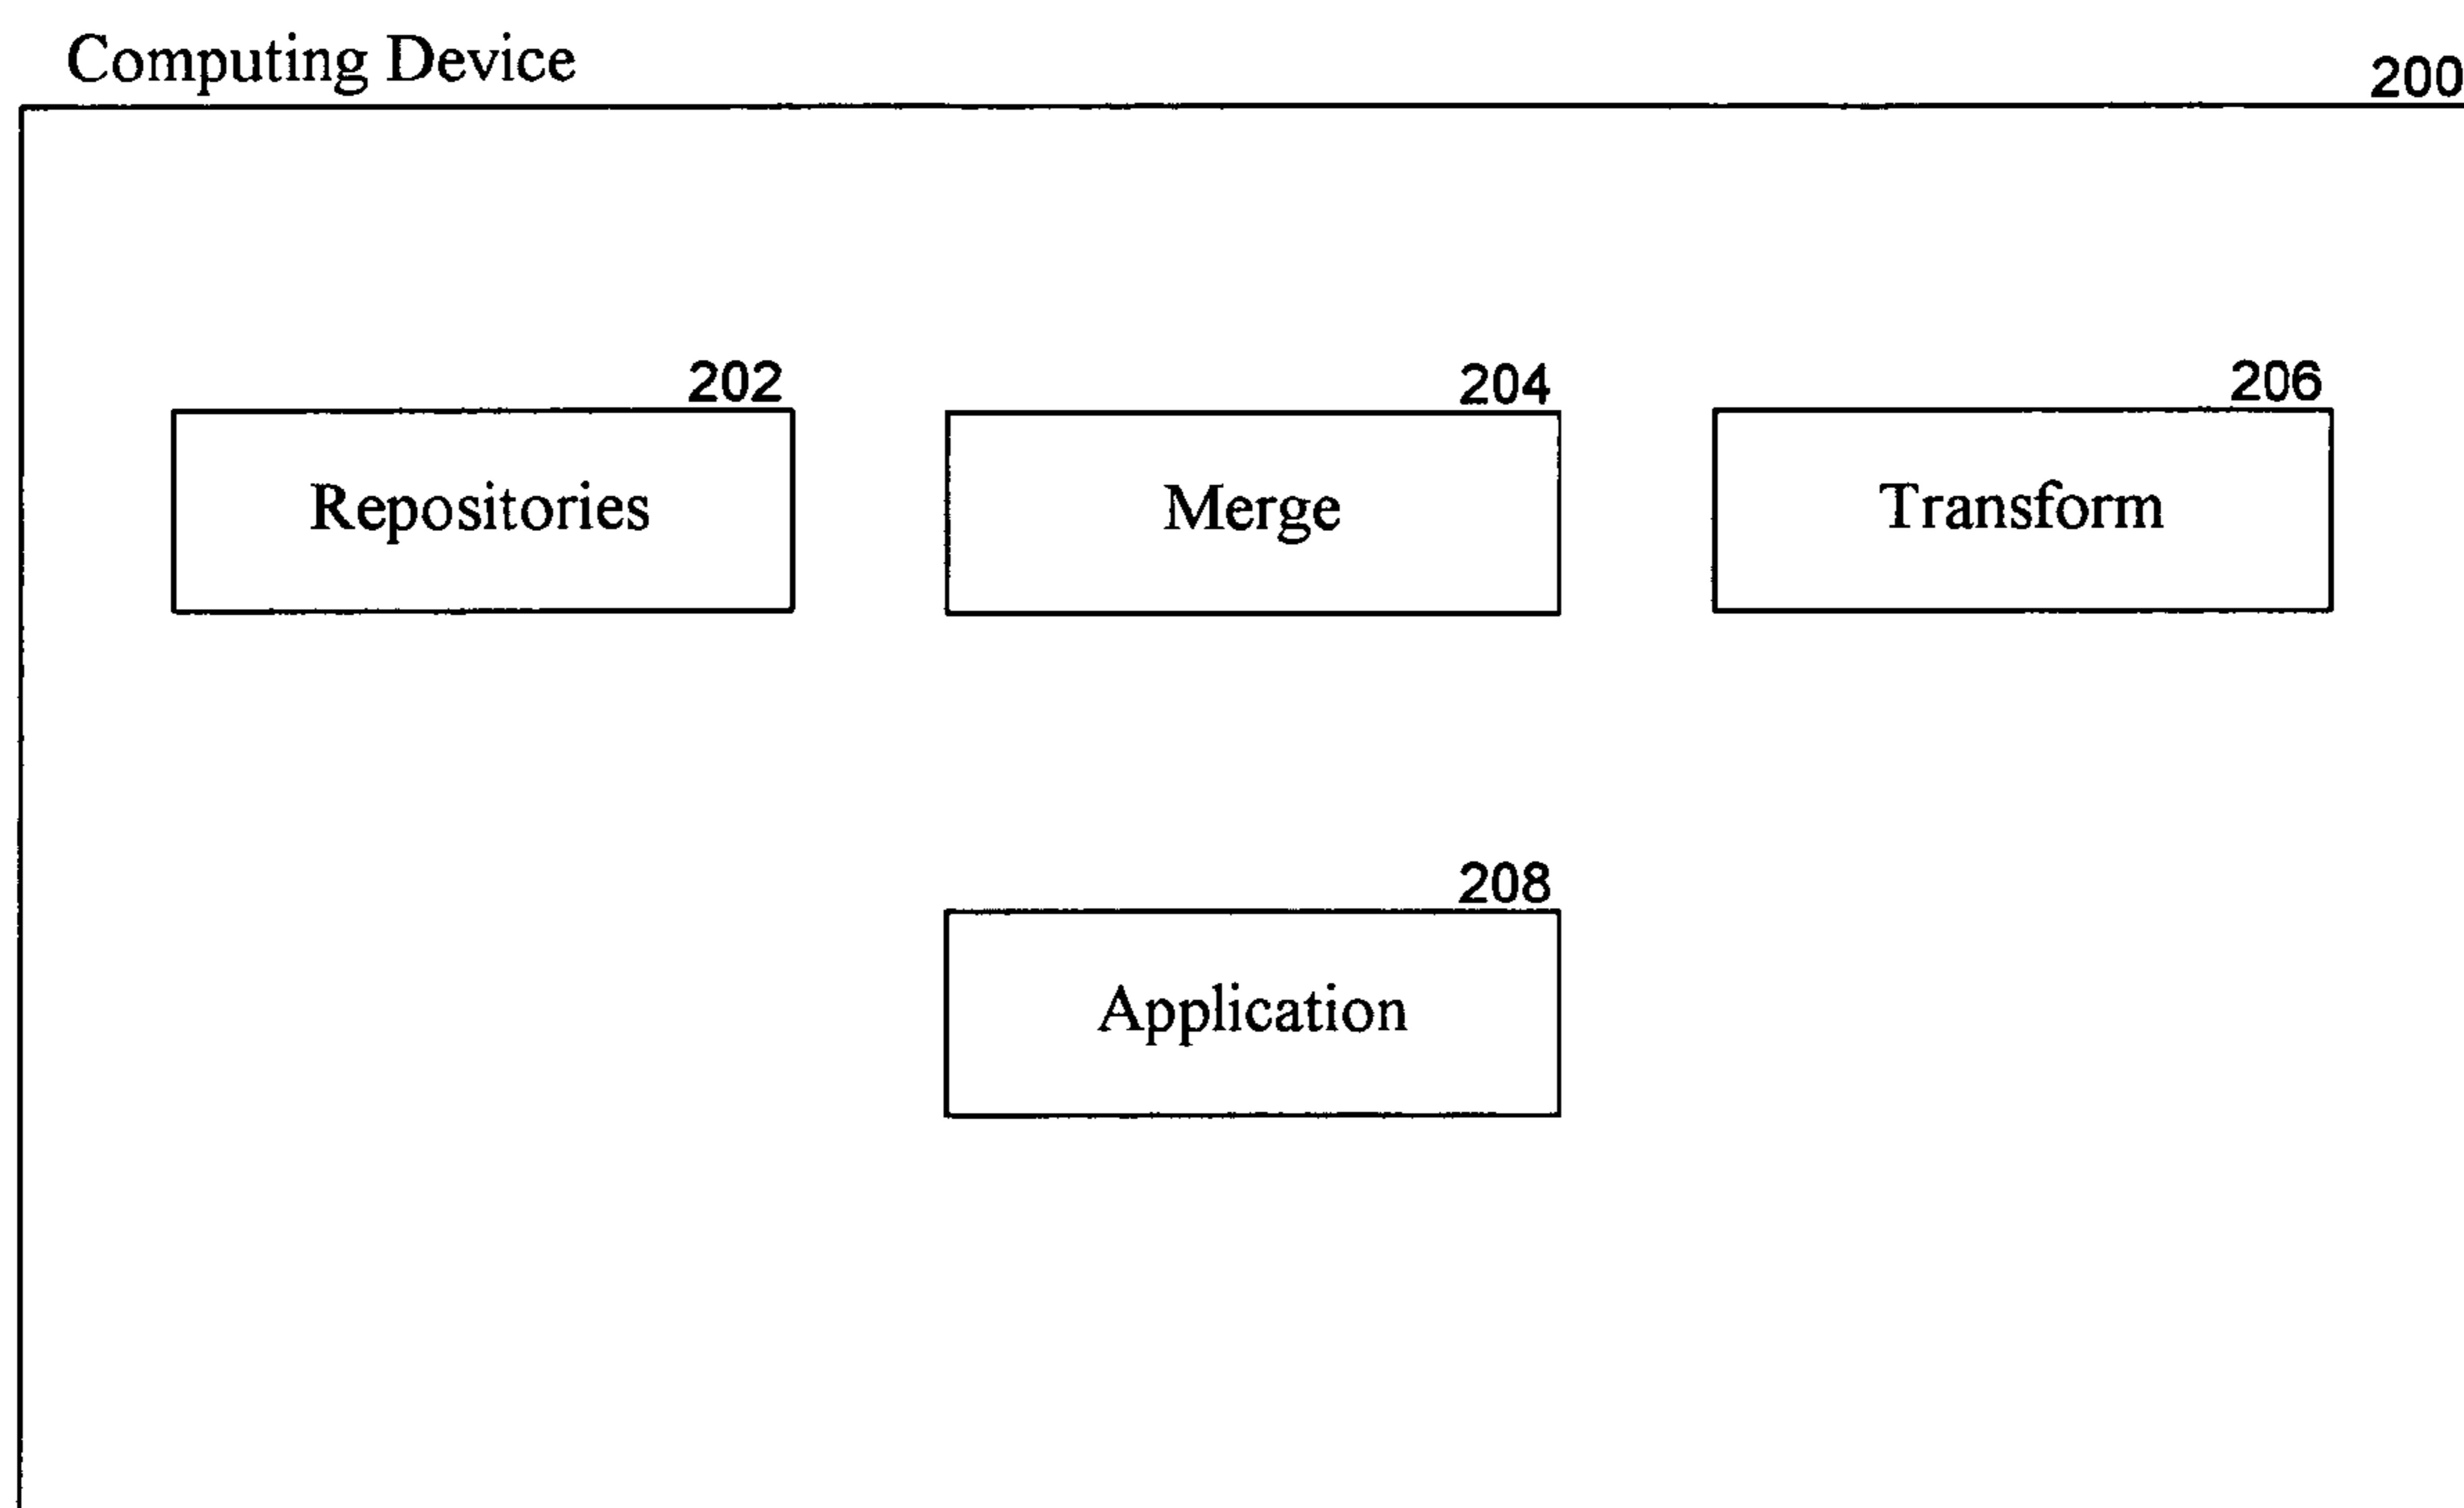 Computing Device
200
202
204
206
Repositories
Merge
Transform
208
Application